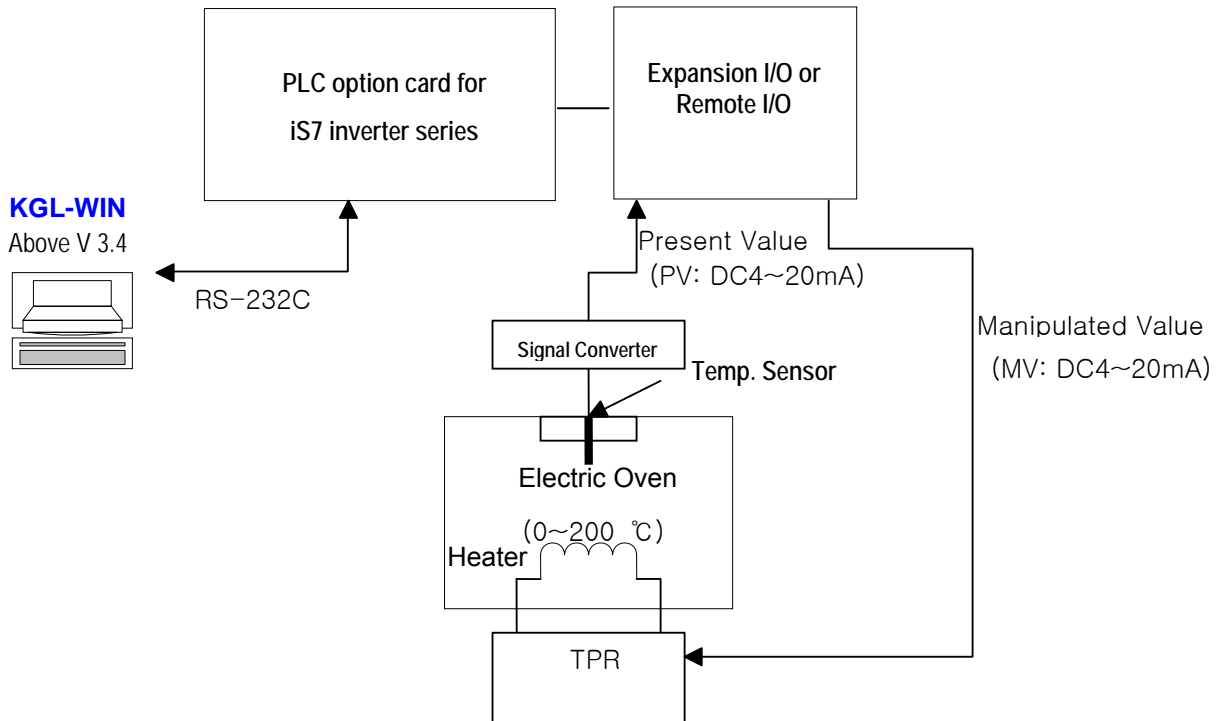 PLC option card for
iS7 inverter series
Expansion I/O or
Remote I/O
KGL-WIN
Above V 3.4
RS-232C
Present Value
(PV: DC4~20mA)
Manipulated Value
(MV: DC4~20mA)
Signal Converter
Temp. Sensor
Electric Oven
(0~200 ℃)
Heater
TPR